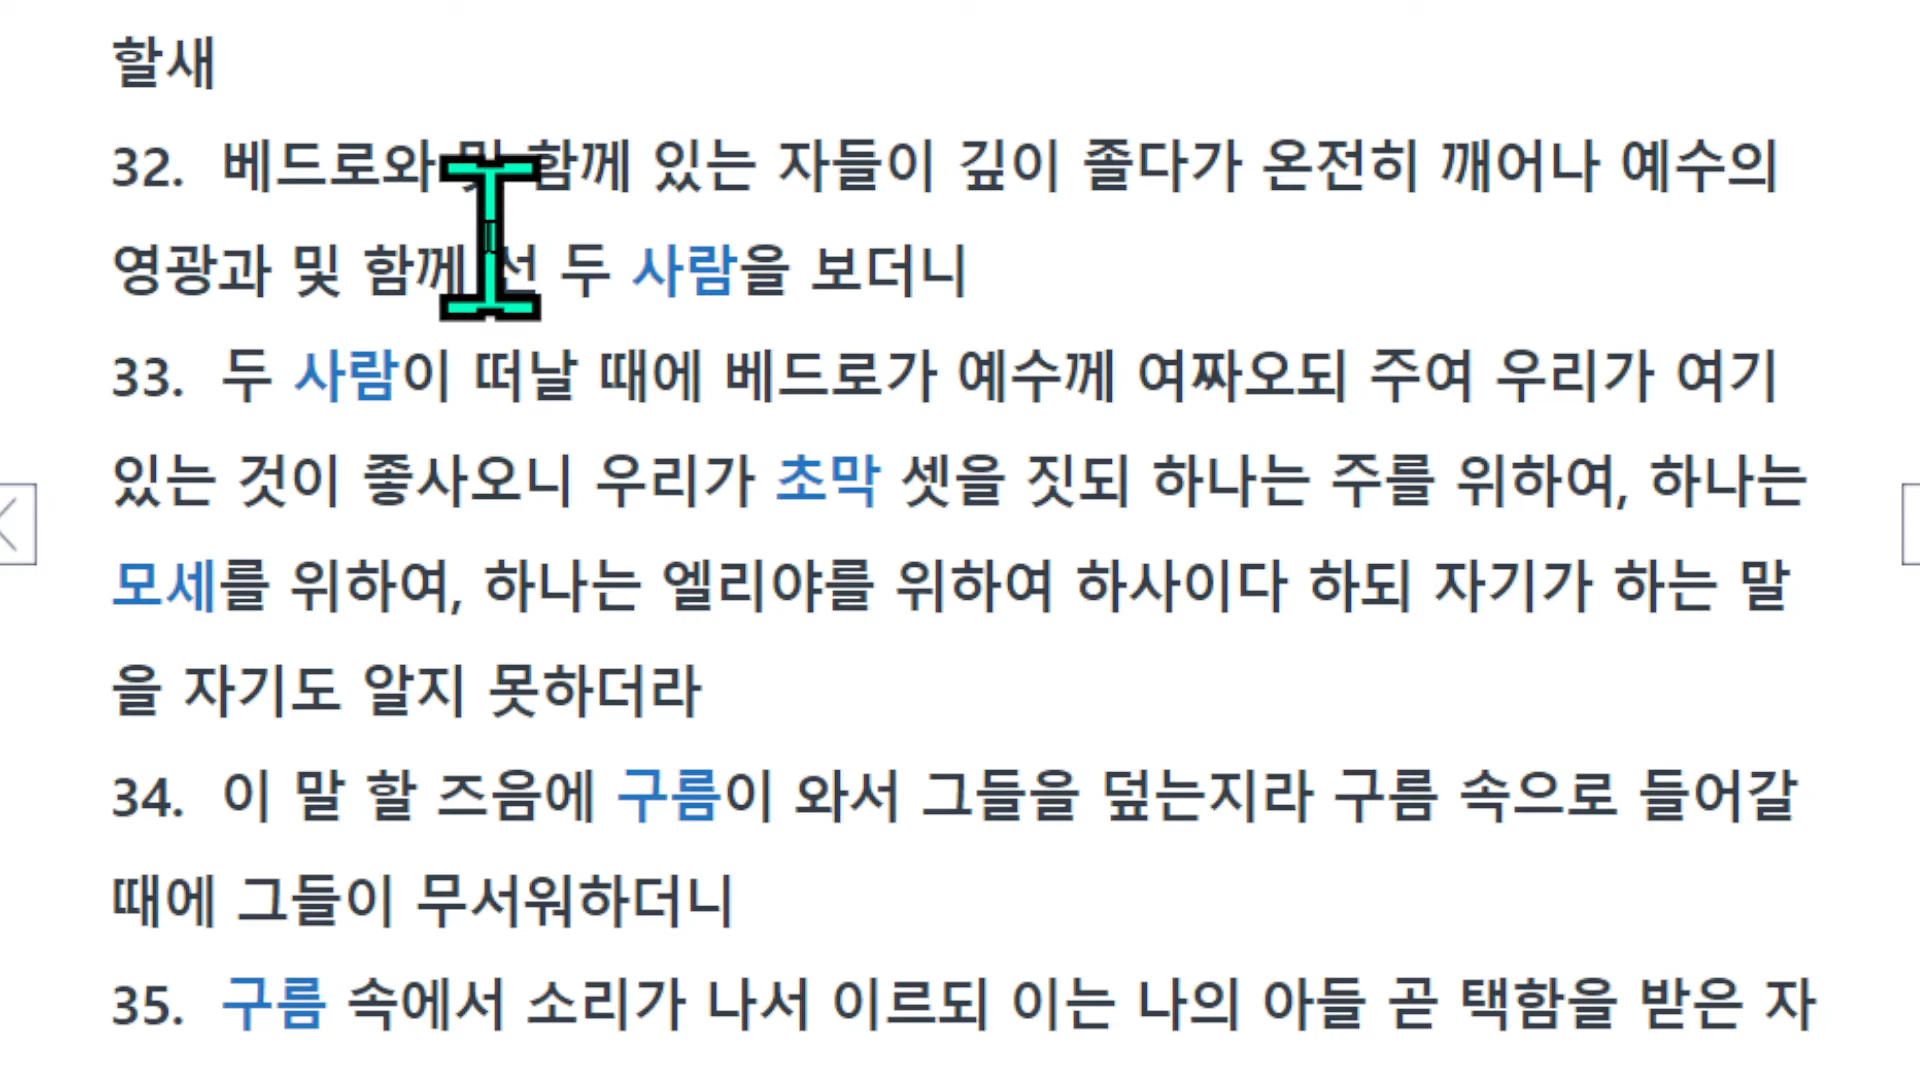 할새
32. 베드로와 및 함께 있는 자들이 깊이 졸다가 온전히 깨어나 예수의
영광과 및 함께 선 두 사람을 보더니
33. 두 사람이 떠날 때에 베드로가 예수께 여짜오되 주여 우리가 여기
있는 것이 좋사오니 우리가 초막 셋을 짓되 하나는 주를 위하여, 하나는
모세를 위하여, 하나는 엘리야를 위하여 하사이다 하되 자기가 하는 말
을 자기도 알지 못하더라
34. 이 말 할 즈음에 구름이 와서 그들을 덮는지라 구름 속으로 들어갈
때에 그들이 무서워하더니
35. 구름 속에서 소리가 나서 이르되 이는 나의 아들 곧 택함을 받은 자